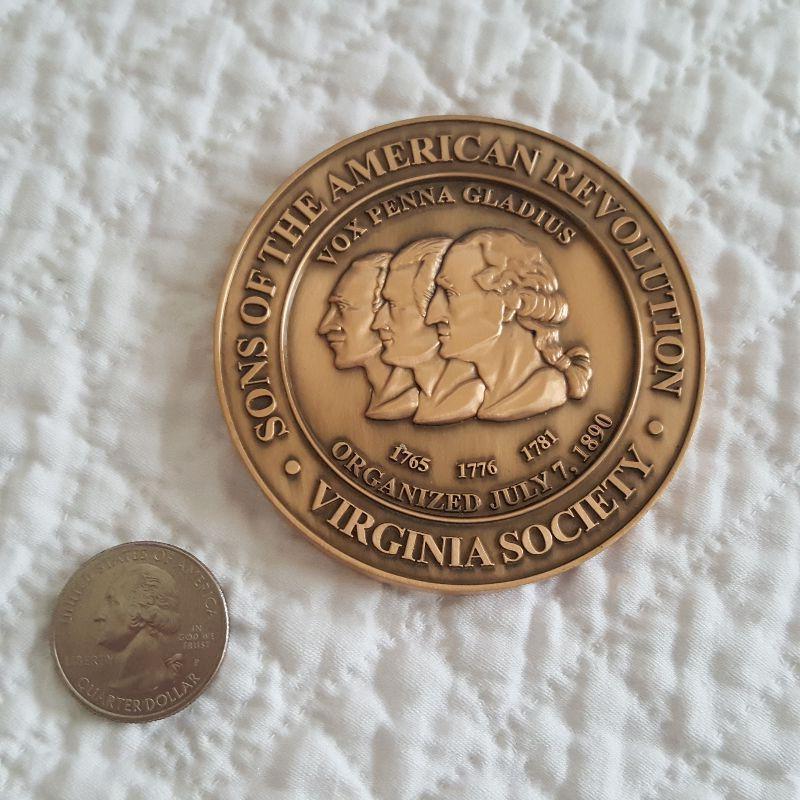 SONS OF THE AMERICAN REVOLUTION
VOX PENNA GLADIUS
1765 1776 1781
ORGANIZED JULY 7, 1890
• VIRGINIA SOCIETY •
UNITED STATES OF AMERICA
LIBERTY
IN
GOD WE
TRUST
P
QUARTER DOLLAR